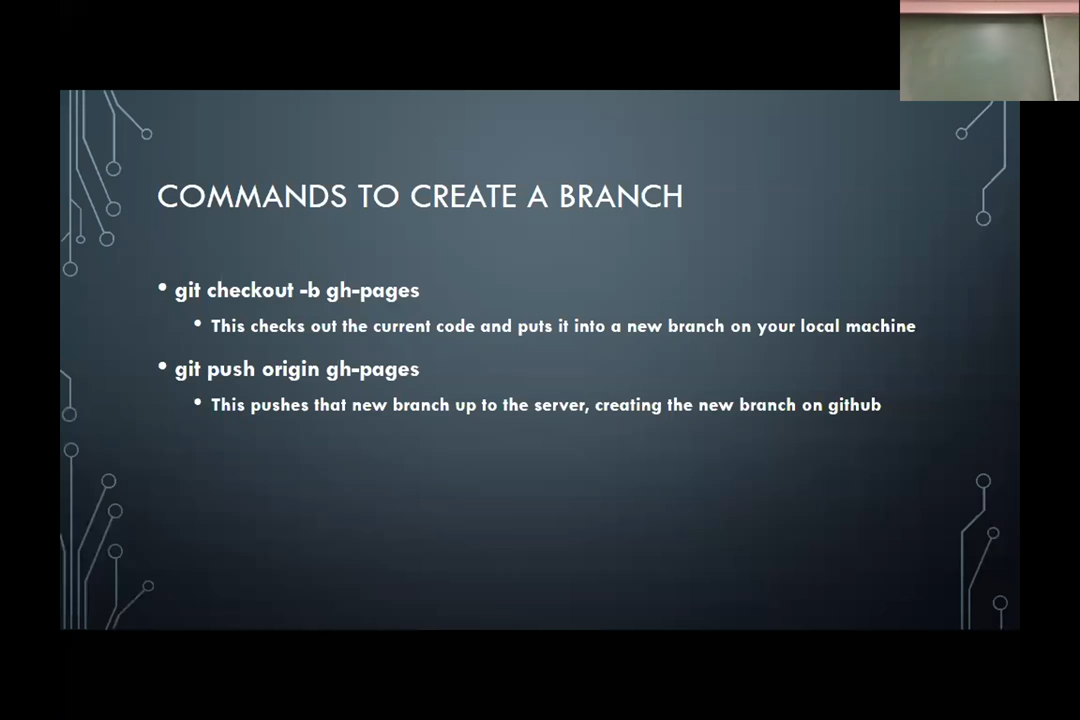 COMMANDS TO CREATE A BRANCH
• git checkout -b gh-pages
• This checks out the current code and puts it into a new branch on your local machine
• git push origin gh-pages
• This pushes that new branch up to the server, creating the new branch on github